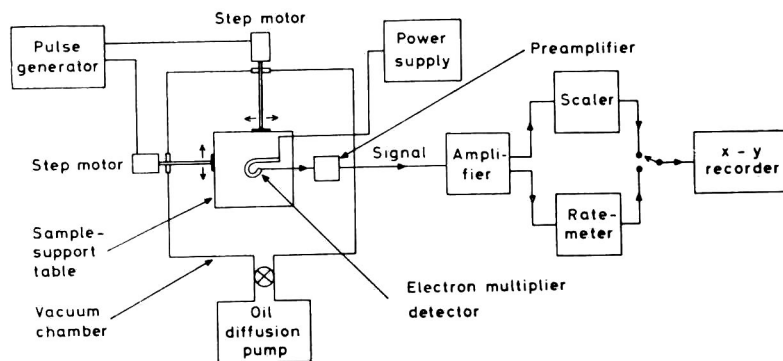 Step motor
Pulse
generator
Power
supply
Preamplifier
Step motor
Signal
Ampli-
fier
Scaler
Rate-
meter
x - y
recorder
Sample-
support
table
Vacuum
chamber
Oil
diffusion
pump
Electron multiplier
detector